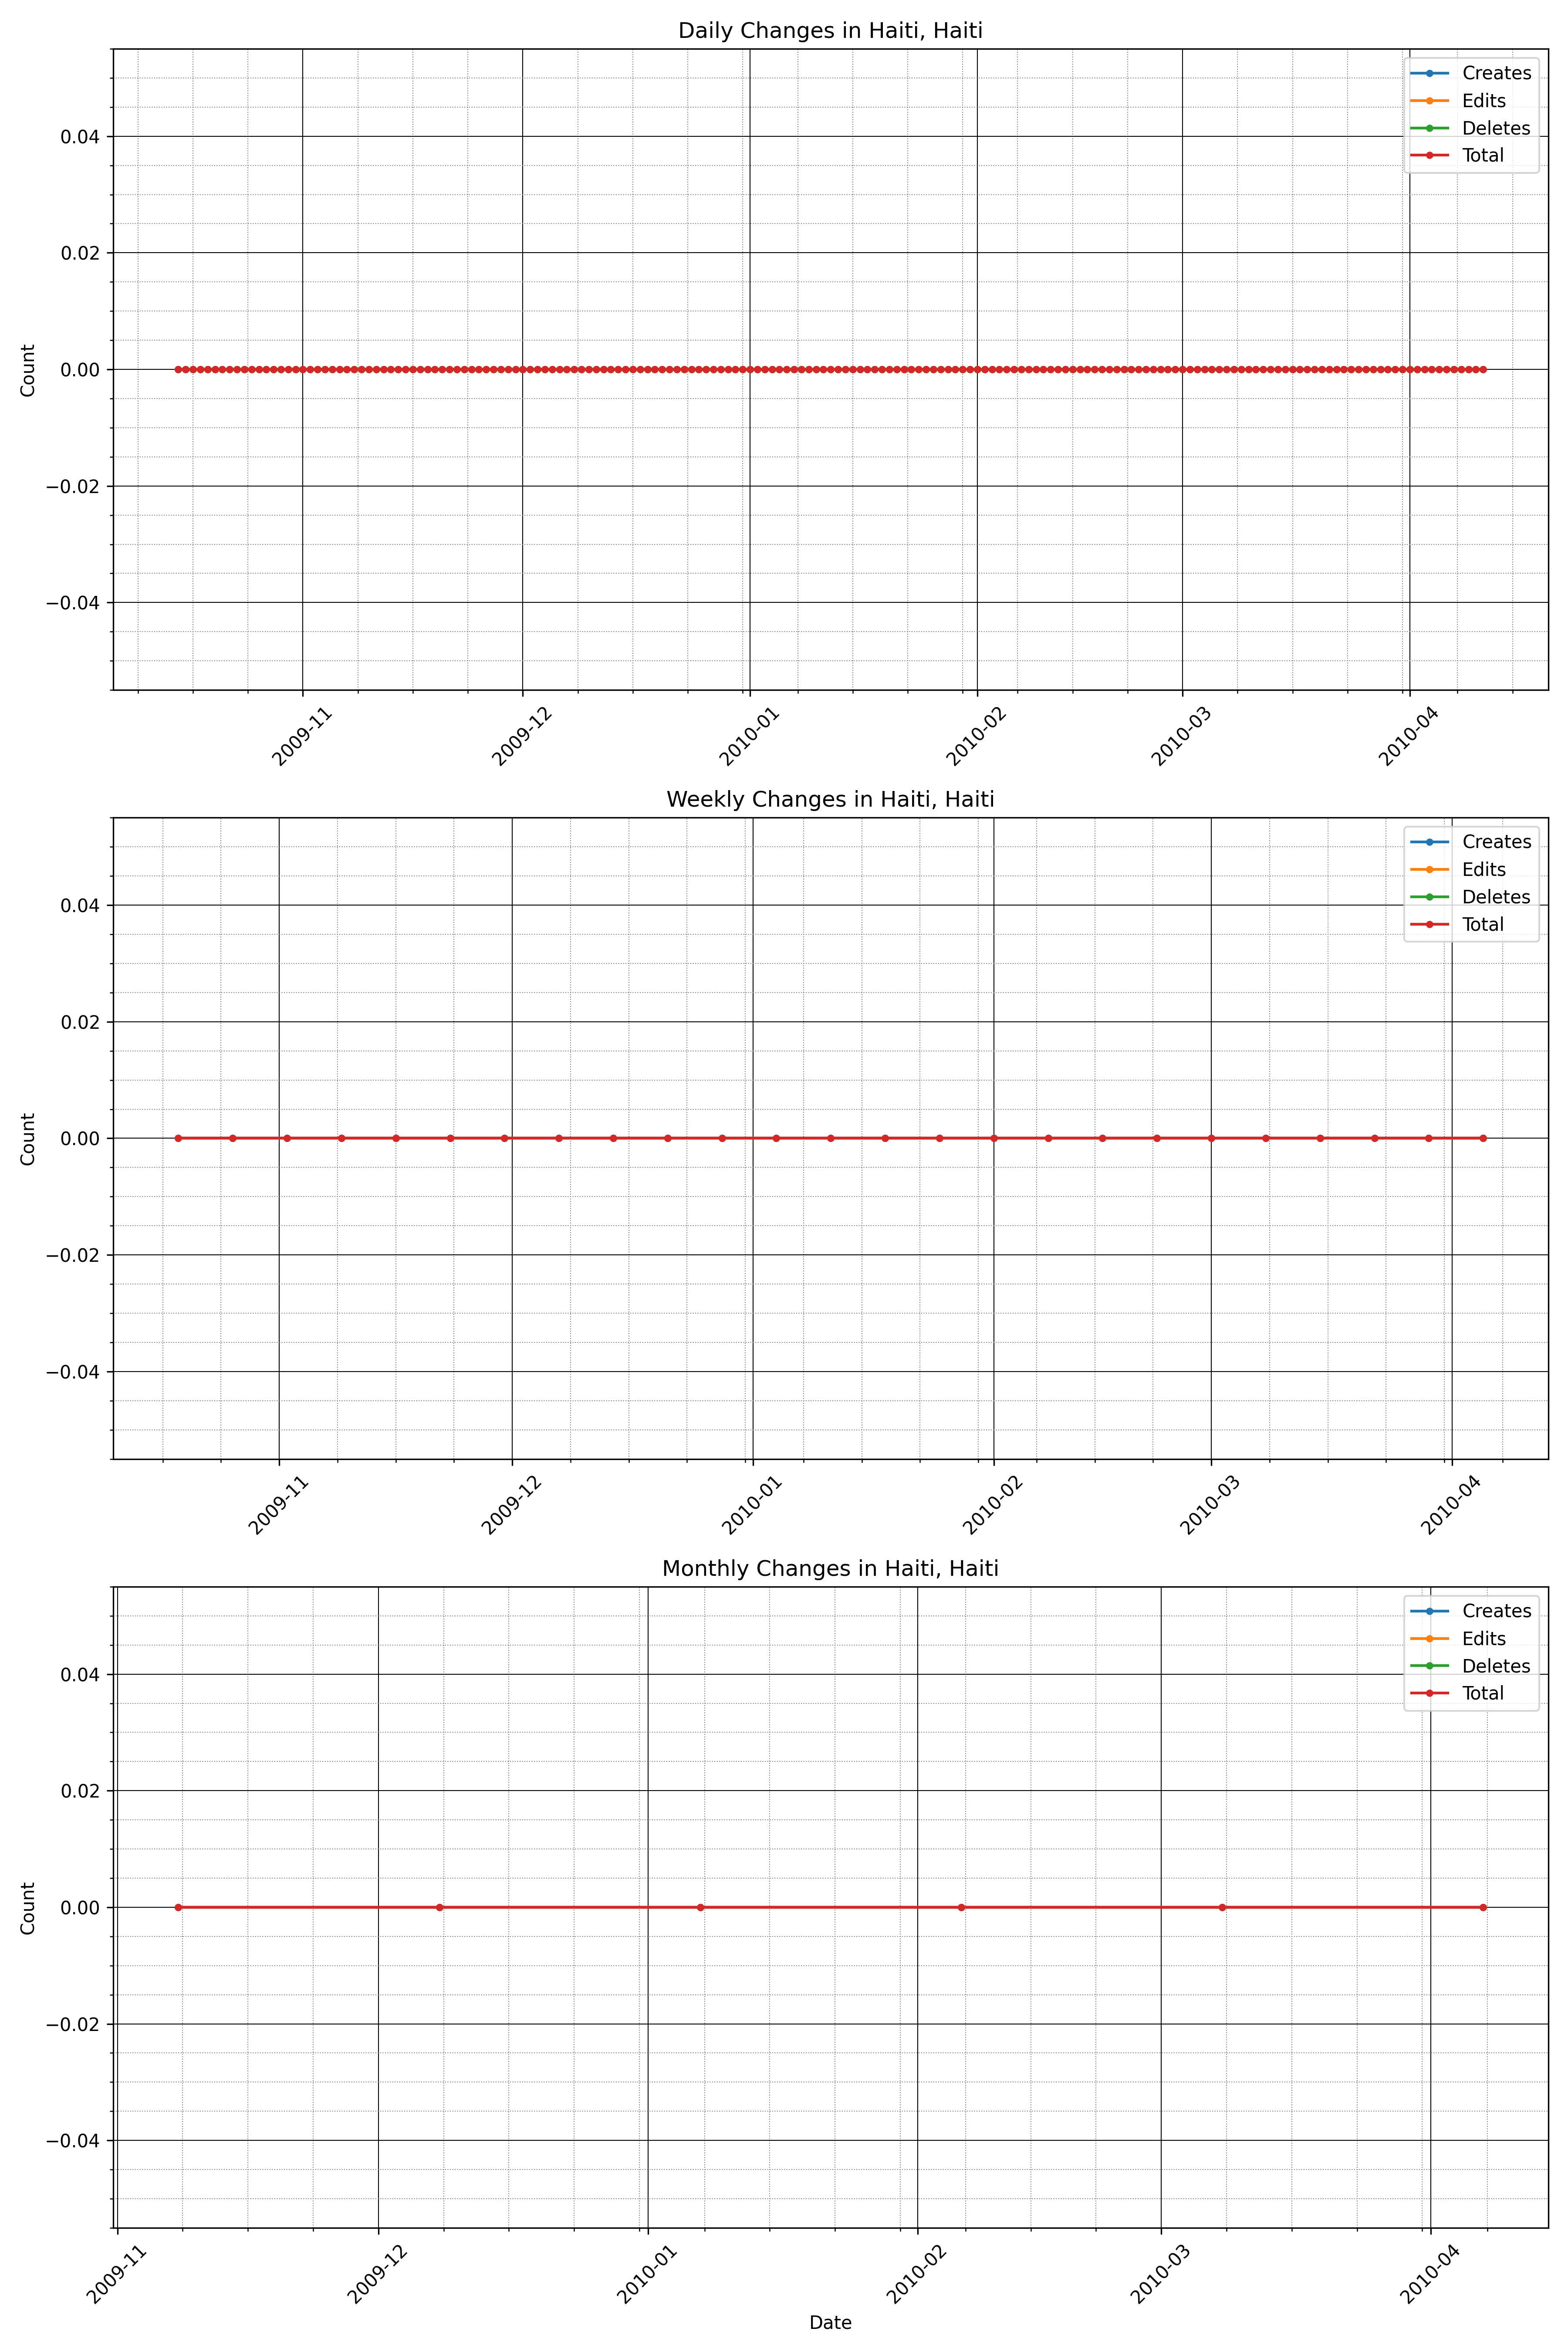 Daily Changes in Haiti, Haiti
Creates
Edits
Deletes
Total
0.04
0.02
0.00
−0.02
−0.04
Count
2009-11
2009-12
2010-01
2010-02
2010-03
2010-04
Weekly Changes in Haiti, Haiti
Creates
Edits
Deletes
Total
0.04
0.02
0.00
−0.02
−0.04
Count
2009-11
2009-12
2010-01
2010-02
2010-03
2010-04
Monthly Changes in Haiti, Haiti
Creates
Edits
Deletes
Total
0.04
0.02
0.00
−0.02
−0.04
Count
2009-11
2009-12
2010-01
2010-02
2010-03
2010-04
Date